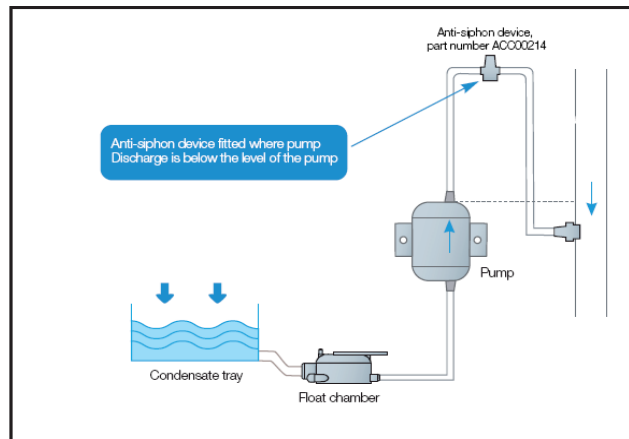 Anti-siphon device,
part number ACC00214
Anti-siphon device fitted where pump
Discharge is below the level of the pump
Pump
Condensate tray
Float chamber